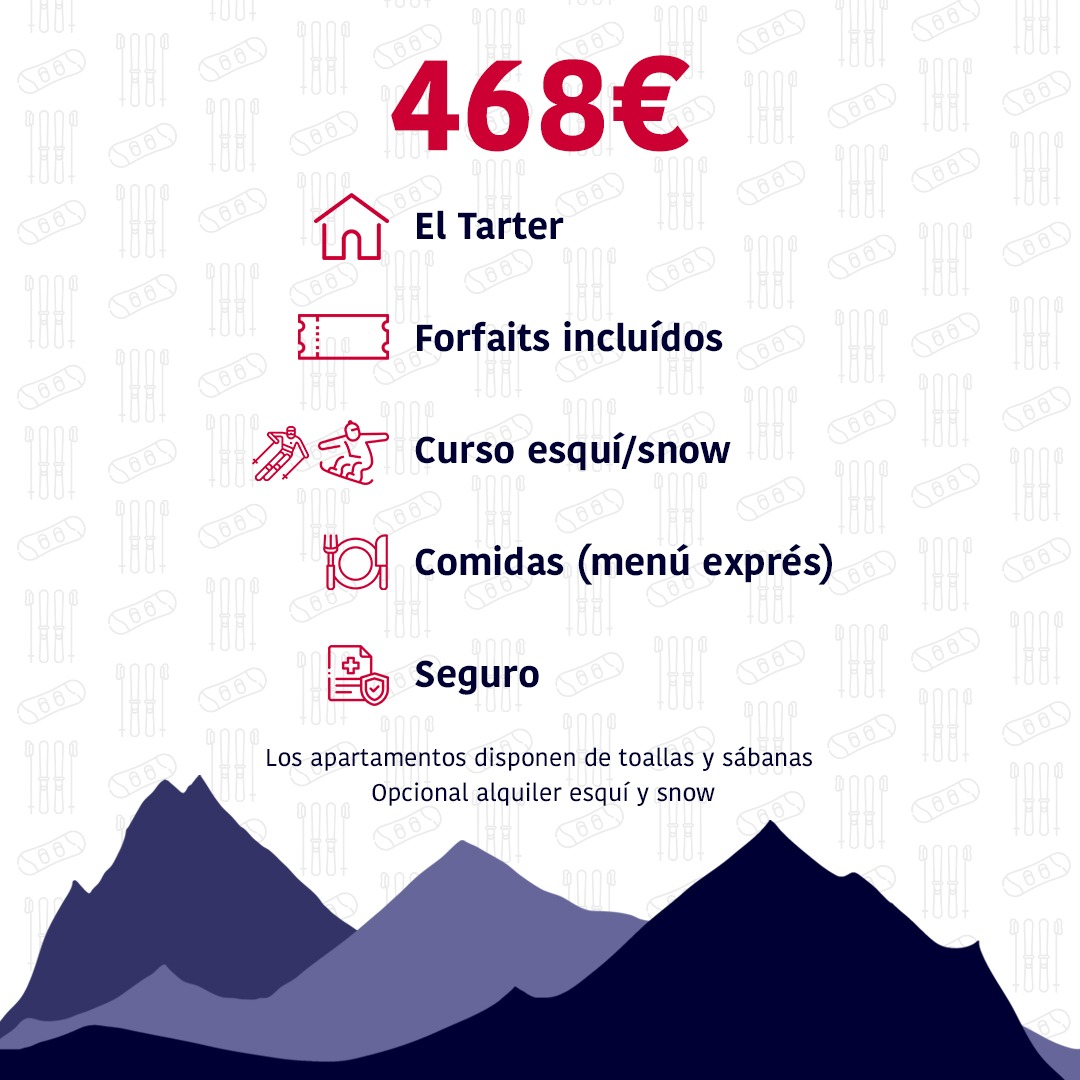 468€
El Tarter
Forfaits incluídos
Curso esquí/snow
Comidas (menú exprés)
Seguro
Los apartamentos disponen de toallas y sábanas
Opcional alquiler esquí y snow